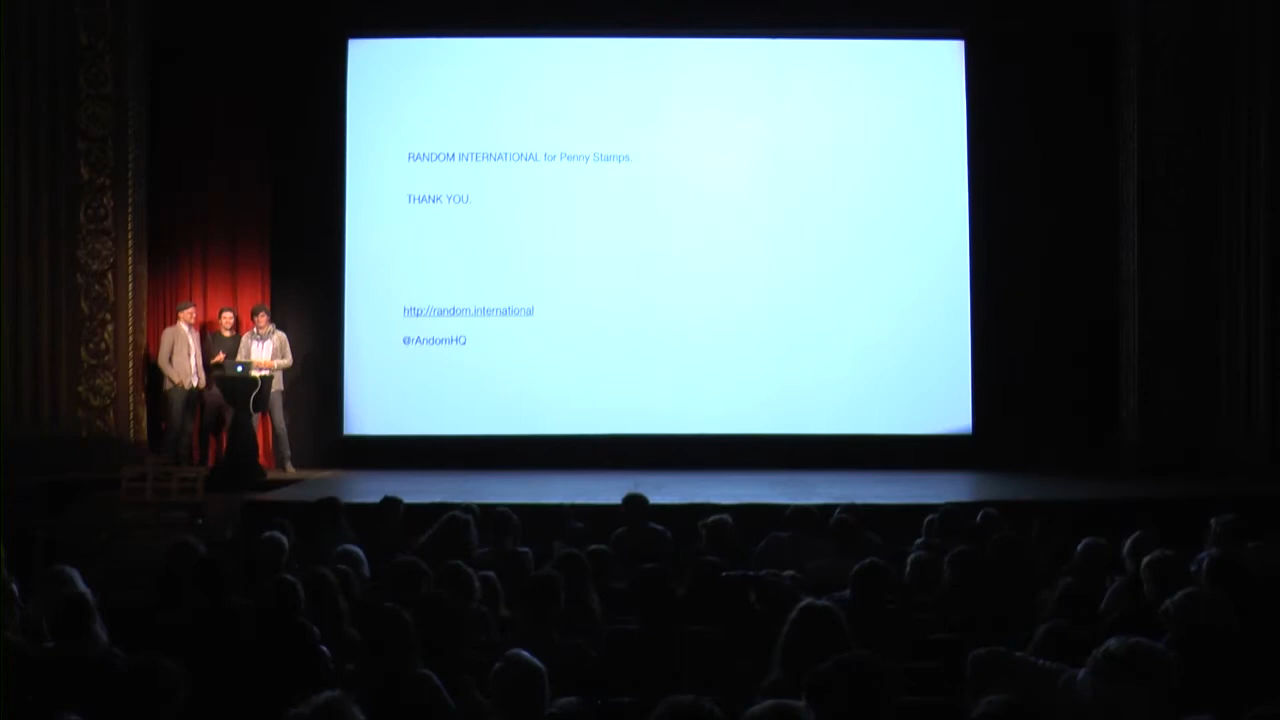 RANDOM INTERNATIONAL for Penny Stamps.
THANK YOU.
http://random.international
@rAndomHQ